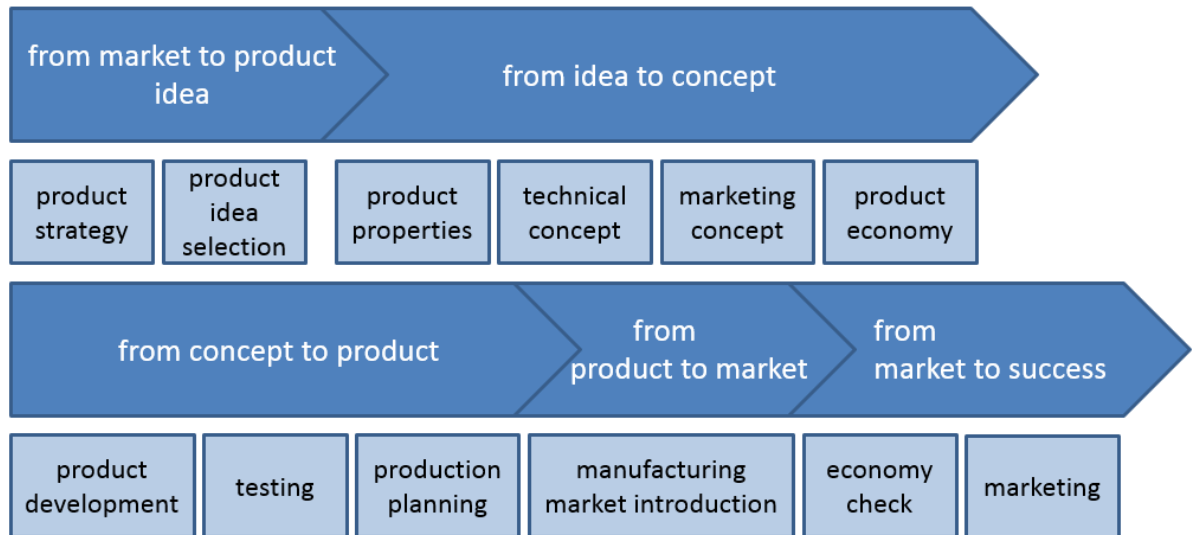 from market to product
idea
from idea to concept
product
strategy
product
idea
selection
product
properties
technical
concept
marketing
concept
product
economy
from concept to product
from
product to market
from
market to success
product
development
testing
production
planning
manufacturing
market introduction
economy
check
marketing